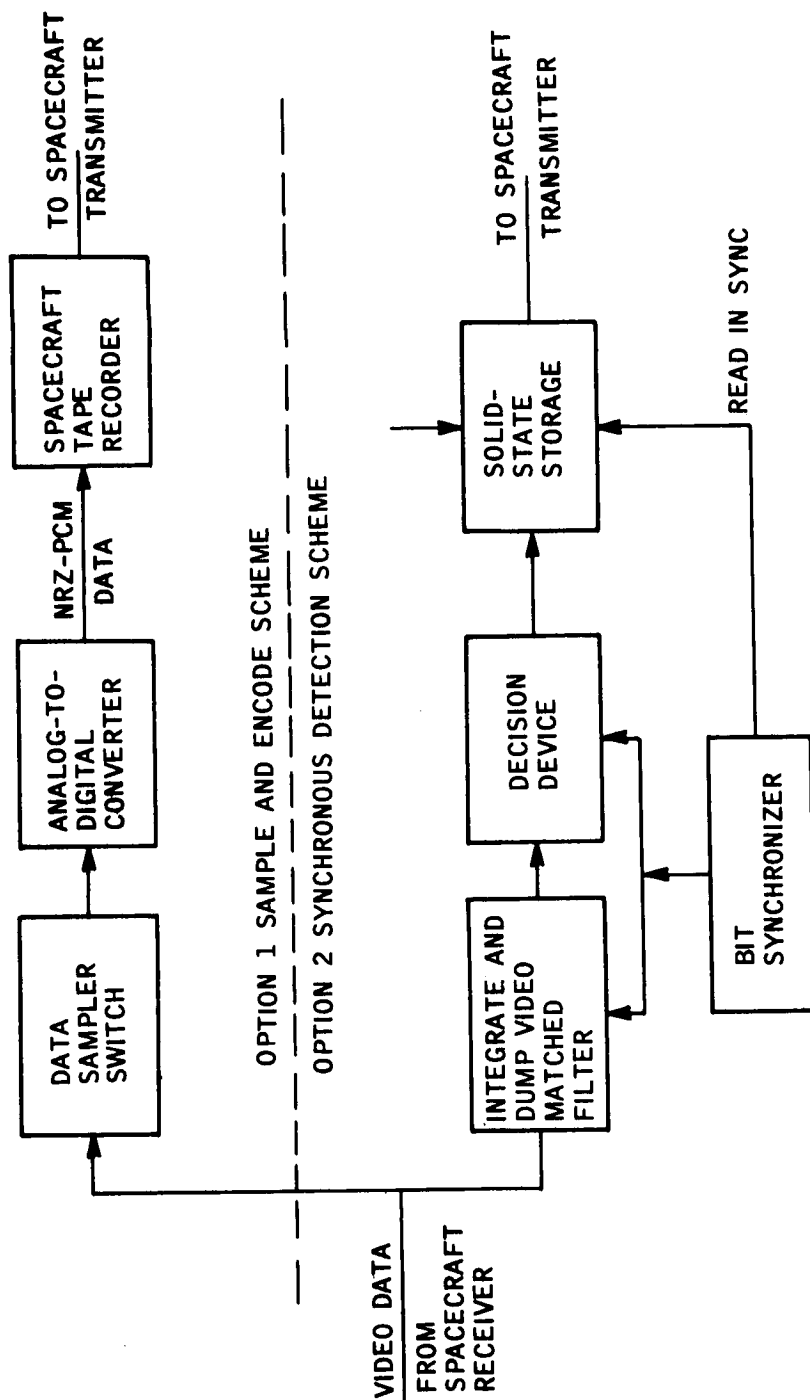 VIDEO DATA
FROM
SPACECRAFT
RECEIVER
DATA
SAMPLER
SWITCH
ANALOG-TO-
DIGITAL
CONVERTER
NRZ-PCM
DATA
SPACECRAFT
TAPE
RECORDER
TO SPACECRAFT
TRANSMITTER
OPTION 1 SAMPLE AND ENCODE SCHEME
OPTION 2 SYNCHRONOUS DETECTION SCHEME
INTEGRATE AND
DUMP VIDEO
MATCHED
FILTER
DECISION
DEVICE
SOLID-
STATE
STORAGE
TO SPACECRAFT
TRANSMITTER
BIT
SYNCHRONIZER
READ IN SYNC